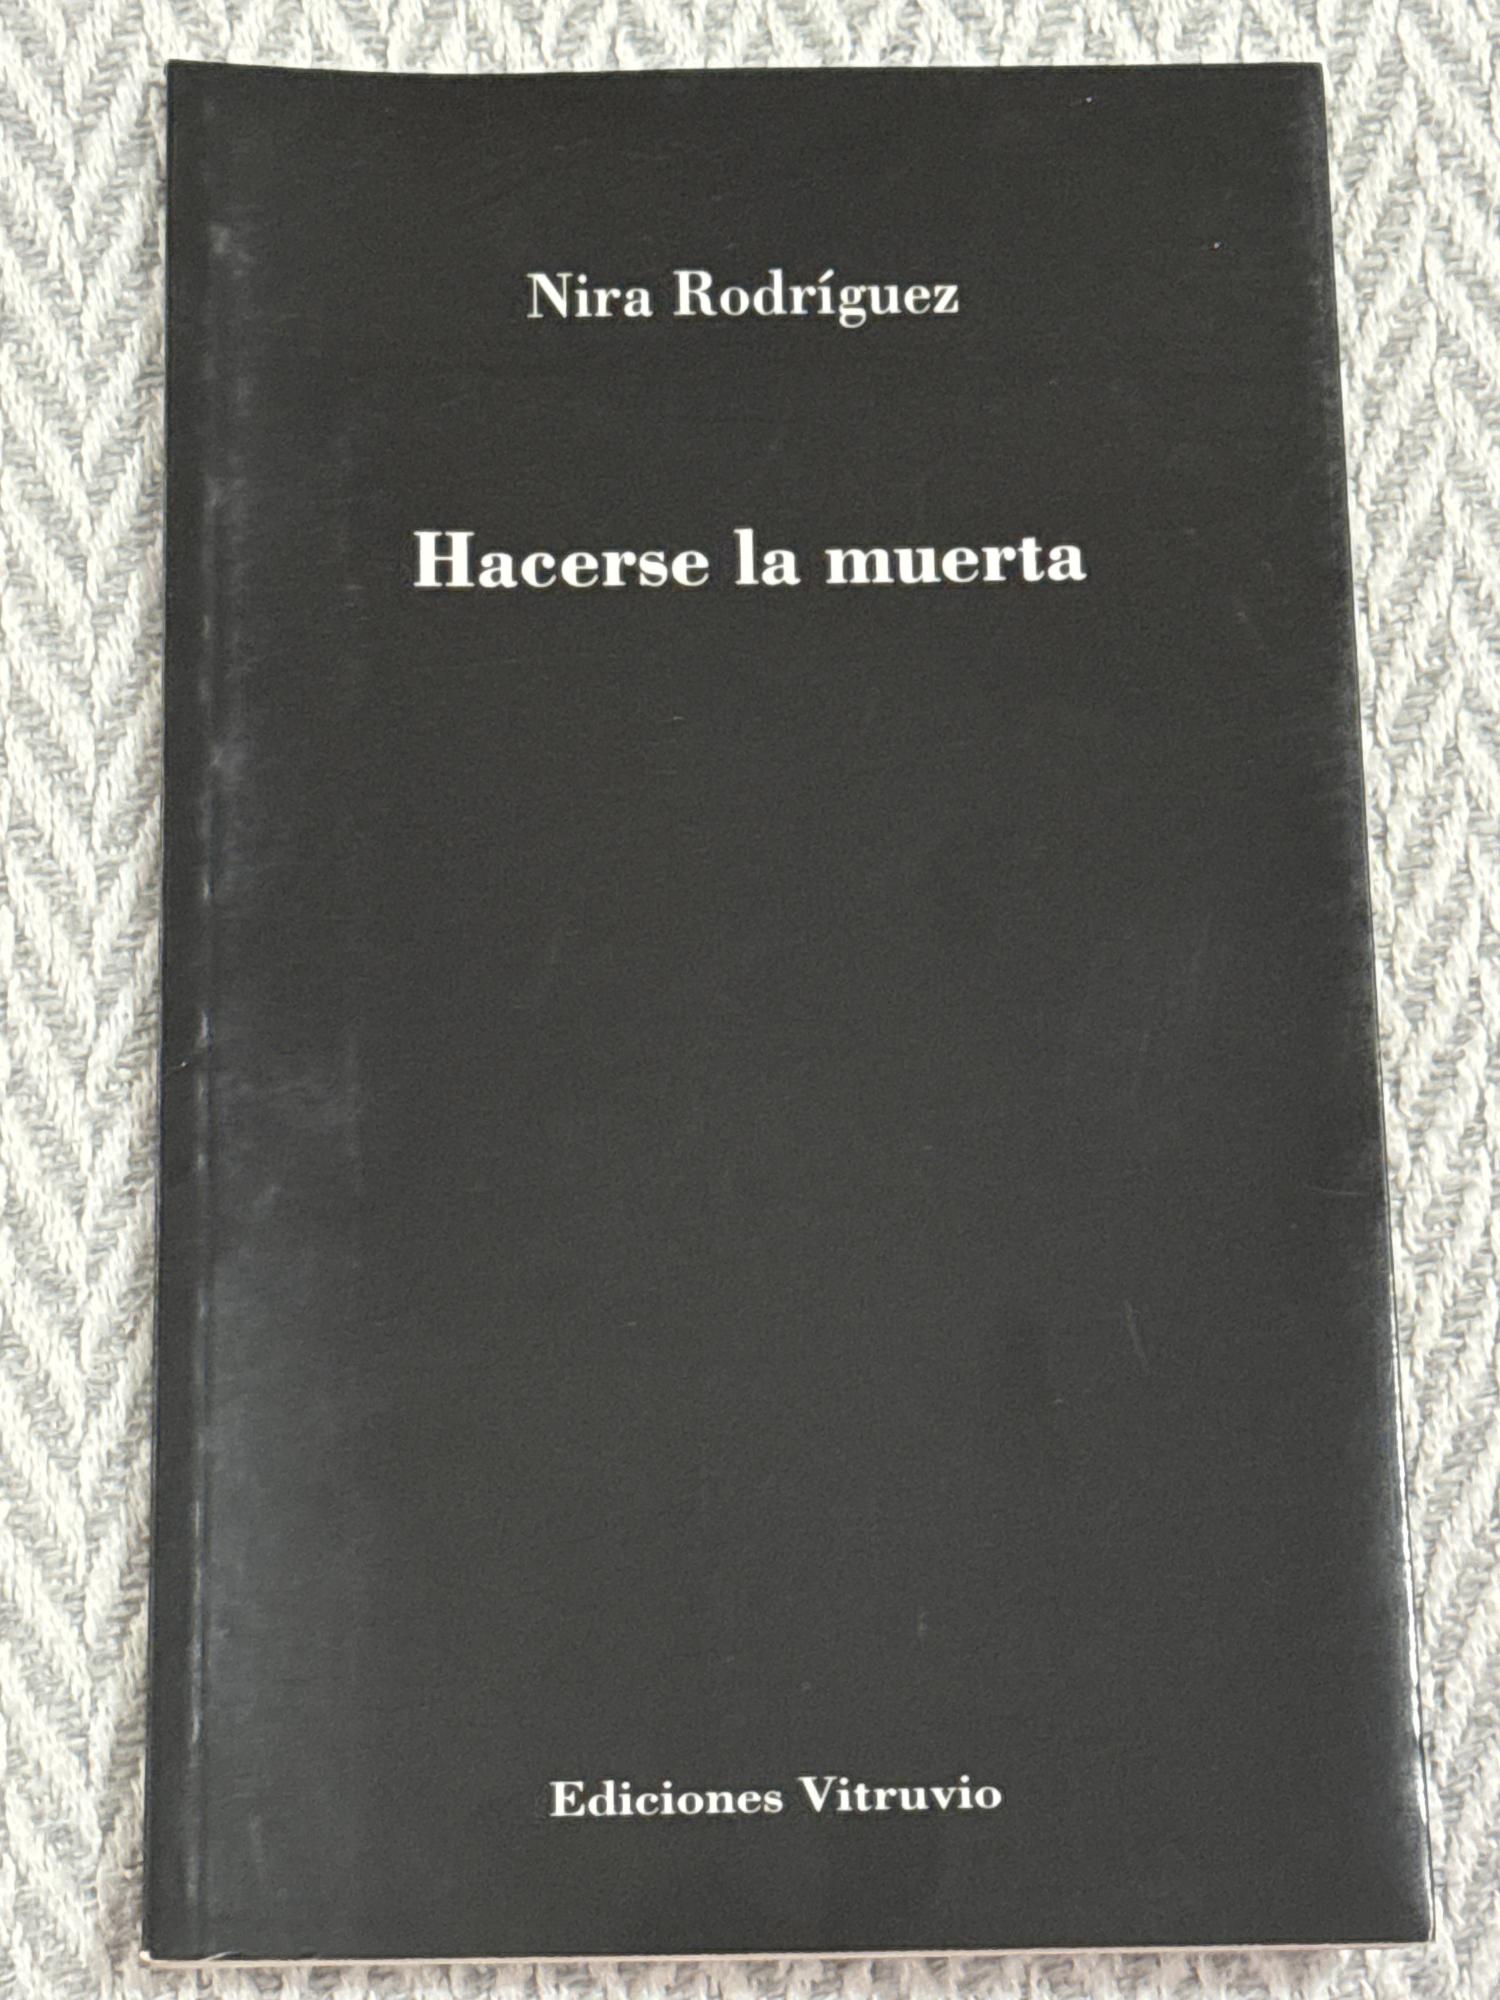 Nira Rodríguez
Hacerse la muerta
Ediciones Vitruvio